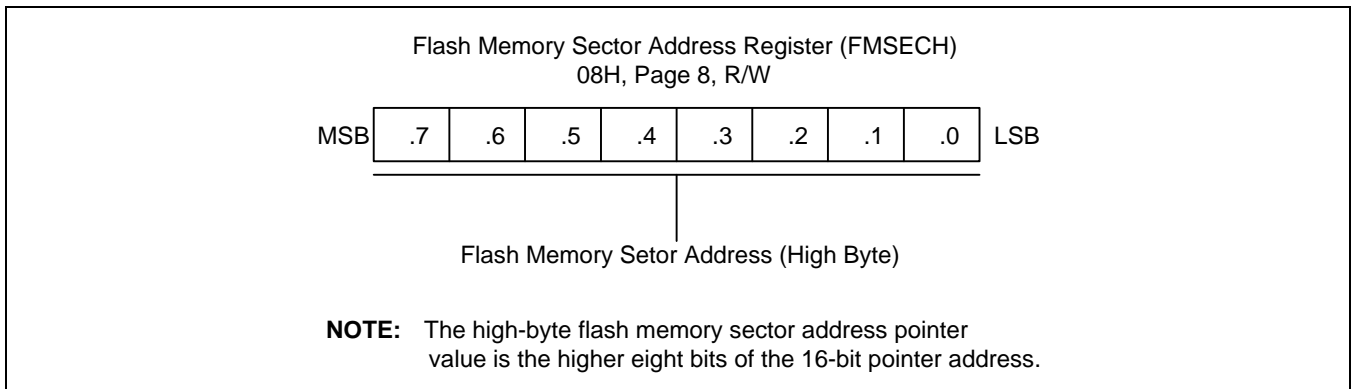 Flash Memory Sector Address Register (FMSECH)
08H, Page 8, R/W
MSB .7 .6 .5 .4 .3 .2 .1 .0 LSB
Flash Memory Setor Address (High Byte)
NOTE: The high-byte flash memory sector address pointer
value is the higher eight bits of the 16-bit pointer address.